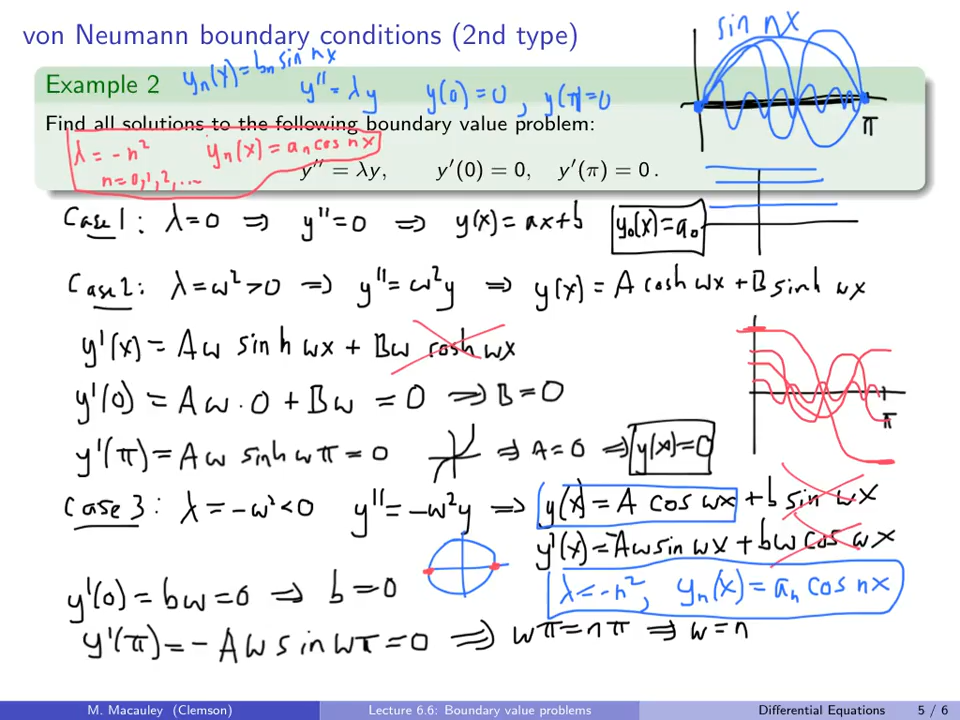 von Neumann boundary conditions (2nd type)
sin nx
Example 2
yₙ(x) = bₙ sin nx
y'' = λy y(0) = 0, y(π) = 0
π
Find all solutions to the following boundary value problem:
λ = -n² yₙ(x) = aₙ cos nx
n = 0, 1, 2, ...
y'' = λy, y'(0) = 0, y'(π) = 0.
Case 1: λ = 0 ⇒ y'' = 0 ⇒ y(x) = ax + b y₀(x) = a₀
Case 2: λ = ω² > 0 ⇒ y'' = ω²y ⇒ y(x) = A cosh ωx + B sinh ωx
y'(x) = Aω sinh ωx + Bω cosh ωx
y'(0) = Aω · 0 + Bω = 0 ⇒ B = 0
π
y'(π) = Aω sinh ωπ = 0 ⇒ A = 0 ⇒ y(x) = 0
Case 3: λ = -ω² < 0 y'' = -ω²y ⇒ y(x) = A cos ωx + b sin ωx
y'(x) = -Aω sin ωx + bω cos ωx
λ = -n², yₙ(x) = aₙ cos nx
y'(0) = bω = 0 ⇒ b = 0
y'(π) = - Aω sin ωπ = 0 ⇒ ωπ = nπ ⇒ ω = n
M. Macauley (Clemson) Lecture 6.6: Boundary value problems Differential Equations 5 / 6